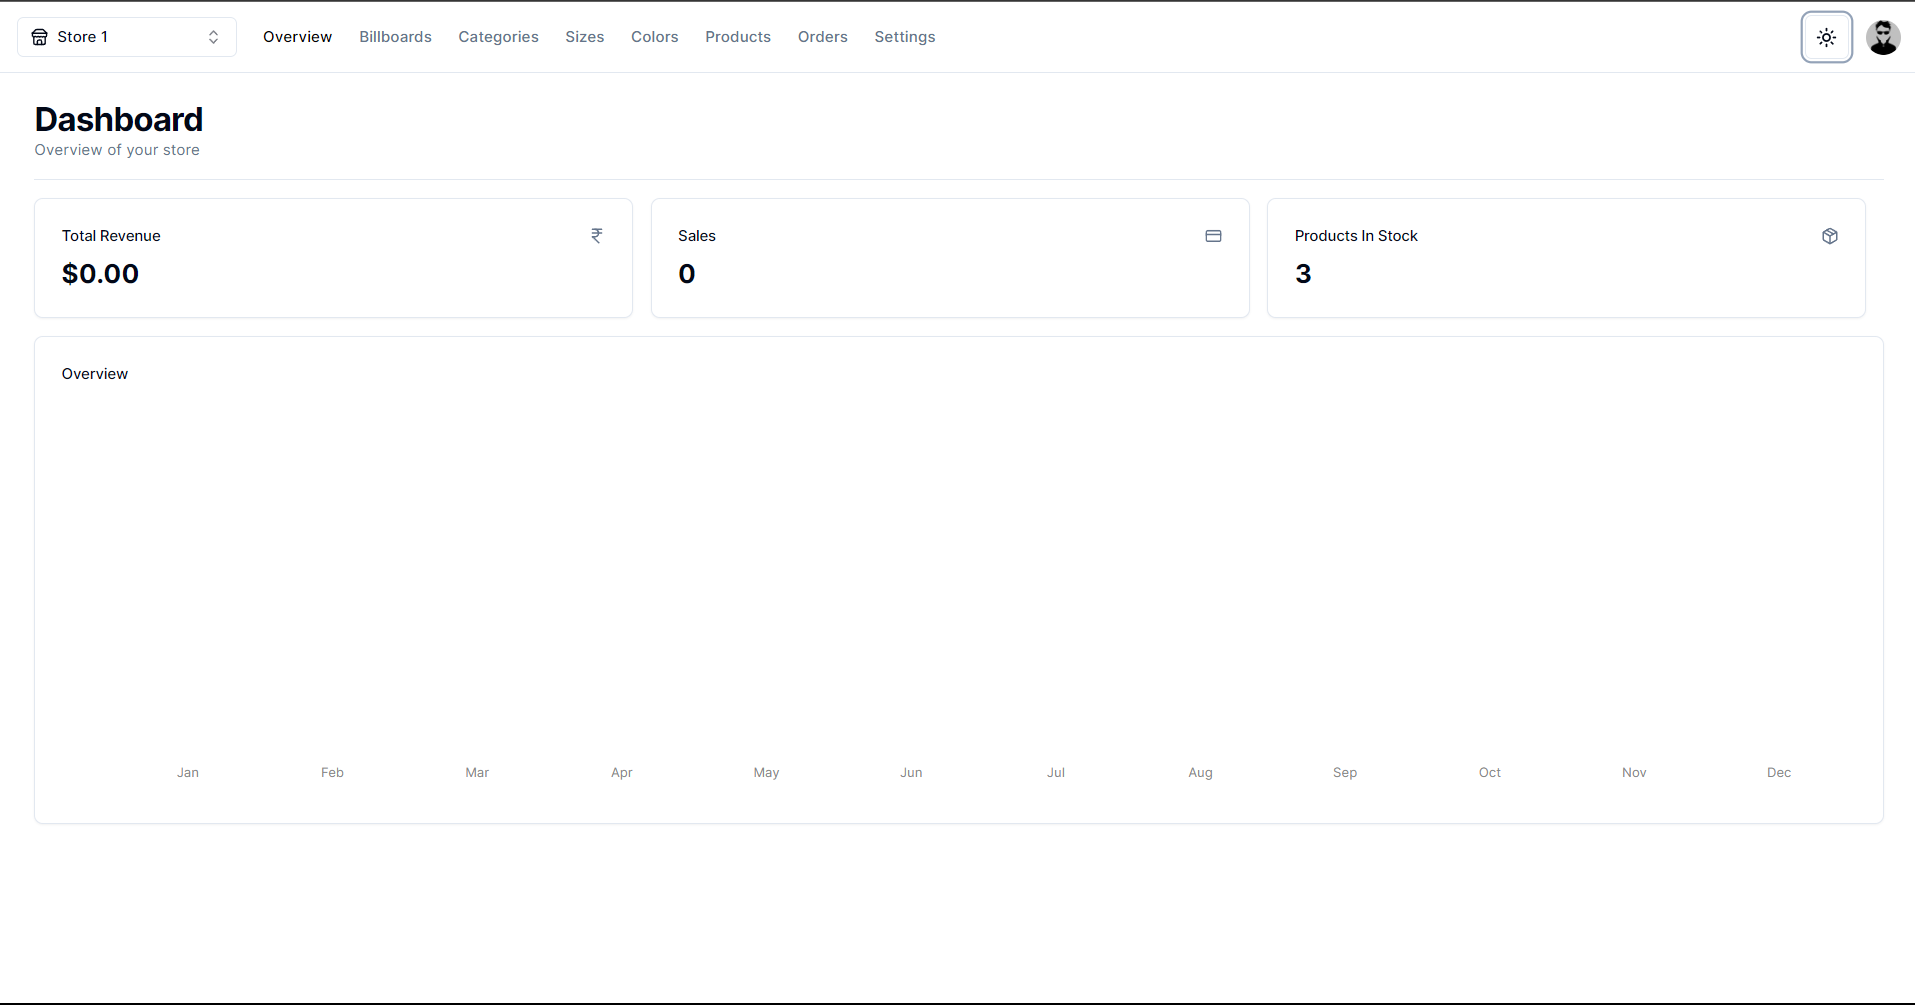 Store 1 Overview Billboards Categories Sizes Colors Products Orders Settings
Dashboard
Overview of your store
Total Revenue ₹
$0.00
Sales
0
Products In Stock
3
Overview
Jan Feb Mar Apr May Jun Jul Aug Sep Oct Nov Dec